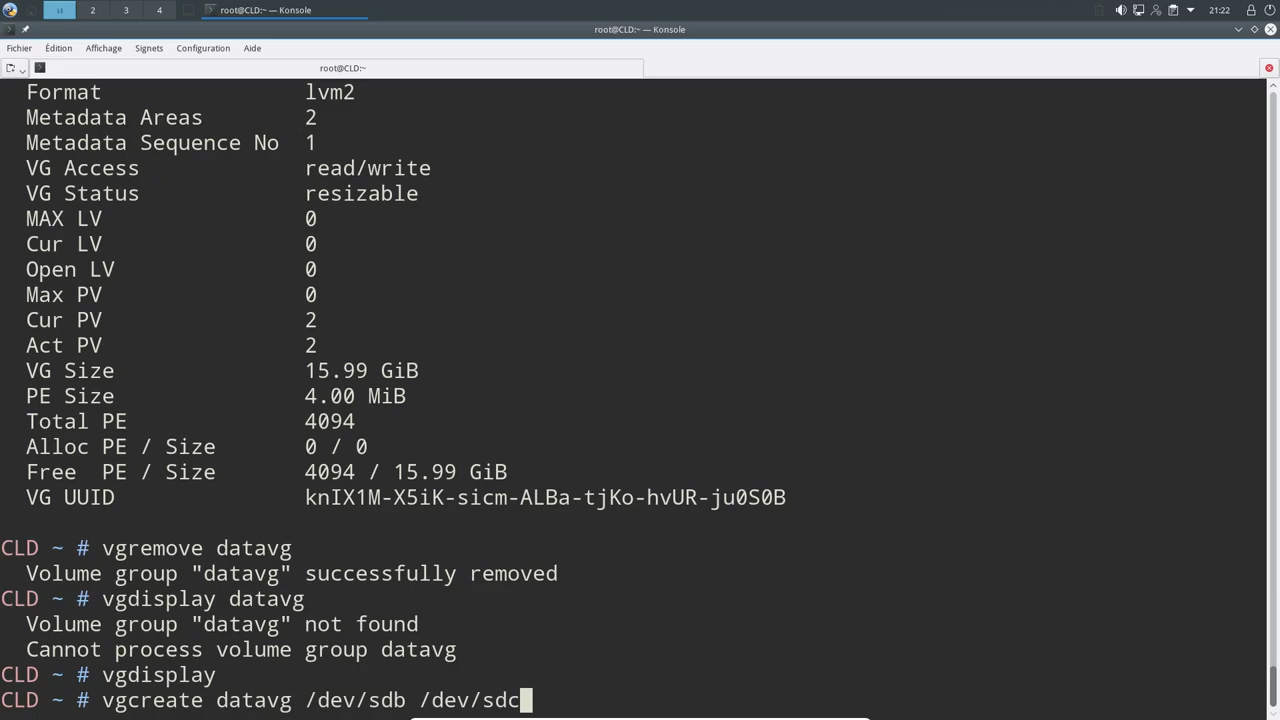 2 3 4 root@CLD:~ — Konsole 21:22
root@CLD:~ — Konsole
Fichier Édition Affichage Signets Configuration Aide
root@CLD:~
Format lvm2
Metadata Areas 2
Metadata Sequence No 1
VG Access read/write
VG Status resizable
MAX LV 0
Cur LV 0
Open LV 0
Max PV 0
Cur PV 2
Act PV 2
VG Size 15.99 GiB
PE Size 4.00 MiB
Total PE 4094
Alloc PE / Size 0 / 0
Free  PE / Size 4094 / 15.99 GiB
VG UUID knIX1M-X5iK-sicm-ALBa-tjKo-hvUR-ju0S0B
CLD ~ # vgremove datavg
Volume group "datavg" successfully removed
CLD ~ # vgdisplay datavg
Volume group "datavg" not found
Cannot process volume group datavg
CLD ~ # vgdisplay
CLD ~ # vgcreate datavg /dev/sdb /dev/sdc